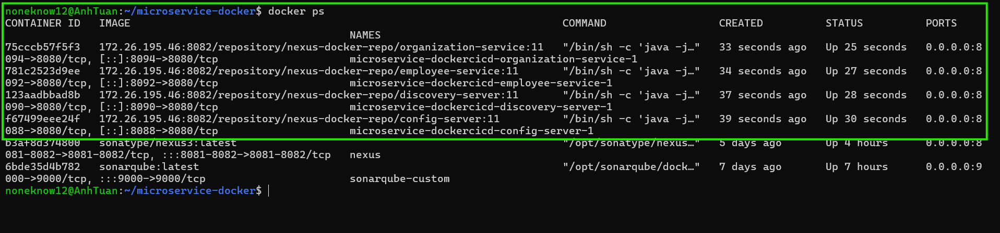 noneknow12@AnhTuan:~/microservice-docker$ docker ps
CONTAINER ID   IMAGE                                                                     COMMAND                  CREATED          STATUS          PORTS
                                                       NAMES
75cccb57f5f3   172.26.195.46:8082/repository/nexus-docker-repo/organization-service:11   "/bin/sh -c 'java -j…"   33 seconds ago   Up 25 seconds   0.0.0.0:8
094->8080/tcp, [::]:8094->8080/tcp                     microservice-dockercicd-organization-service-1
781c2523d9ee   172.26.195.46:8082/repository/nexus-docker-repo/employee-service:11       "/bin/sh -c 'java -j…"   34 seconds ago   Up 27 seconds   0.0.0.0:8
092->8080/tcp, [::]:8092->8080/tcp                     microservice-dockercicd-employee-service-1
123aadbbad8b   172.26.195.46:8082/repository/nexus-docker-repo/discovery-server:11       "/bin/sh -c 'java -j…"   37 seconds ago   Up 28 seconds   0.0.0.0:8
090->8080/tcp, [::]:8090->8080/tcp                     microservice-dockercicd-discovery-server-1
f67499eee24f   172.26.195.46:8082/repository/nexus-docker-repo/config-server:11          "/bin/sh -c 'java -j…"   39 seconds ago   Up 30 seconds   0.0.0.0:8
088->8080/tcp, [::]:8088->8080/tcp                     microservice-dockercicd-config-server-1
b3af8d374800   sonatype/nexus3:latest                                                    "/opt/sonatype/nexus…"   5 days ago       Up 4 hours      0.0.0.0:8
081-8082->8081-8082/tcp, :::8081-8082->8081-8082/tcp   nexus
6bde35d4b782   sonarqube:latest                                                          "/opt/sonarqube/dock…"   7 days ago       Up 7 hours      0.0.0.0:9
000->9000/tcp, :::9000->9000/tcp                       sonarqube-custom
noneknow12@AnhTuan:~/microservice-docker$